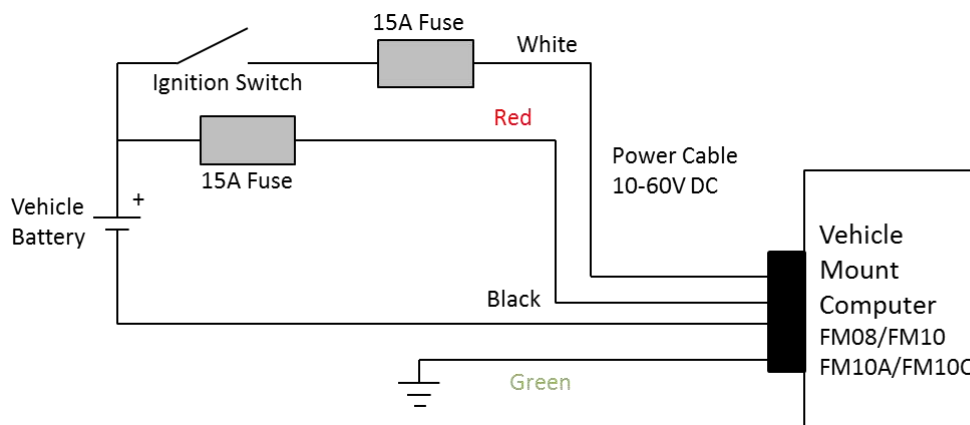 15A Fuse
White
Ignition Switch
Red
15A Fuse
Power Cable
10-60V DC
+
Vehicle
Battery
Black
Vehicle
Mount
Computer
FM08/FM10
FM10A/FM10C
Green